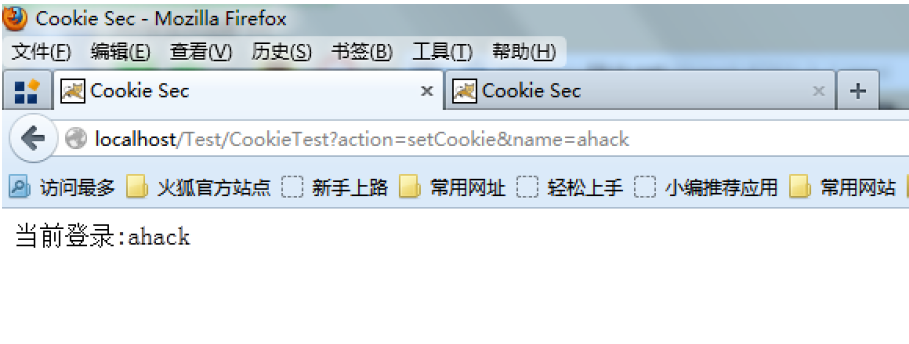 Cookie Sec - Mozilla Firefox
文件(F) 编辑(E) 查看(V) 历史(S) 书签(B) 工具(T) 帮助(H)
Cookie Sec × Cookie Sec × +
localhost/Test/CookieTest?action=setCookie&name=ahack
访问最多 火狐官方站点 新手上路 常用网址 轻松上手 小编推荐应用 常用网站
当前登录:ahack